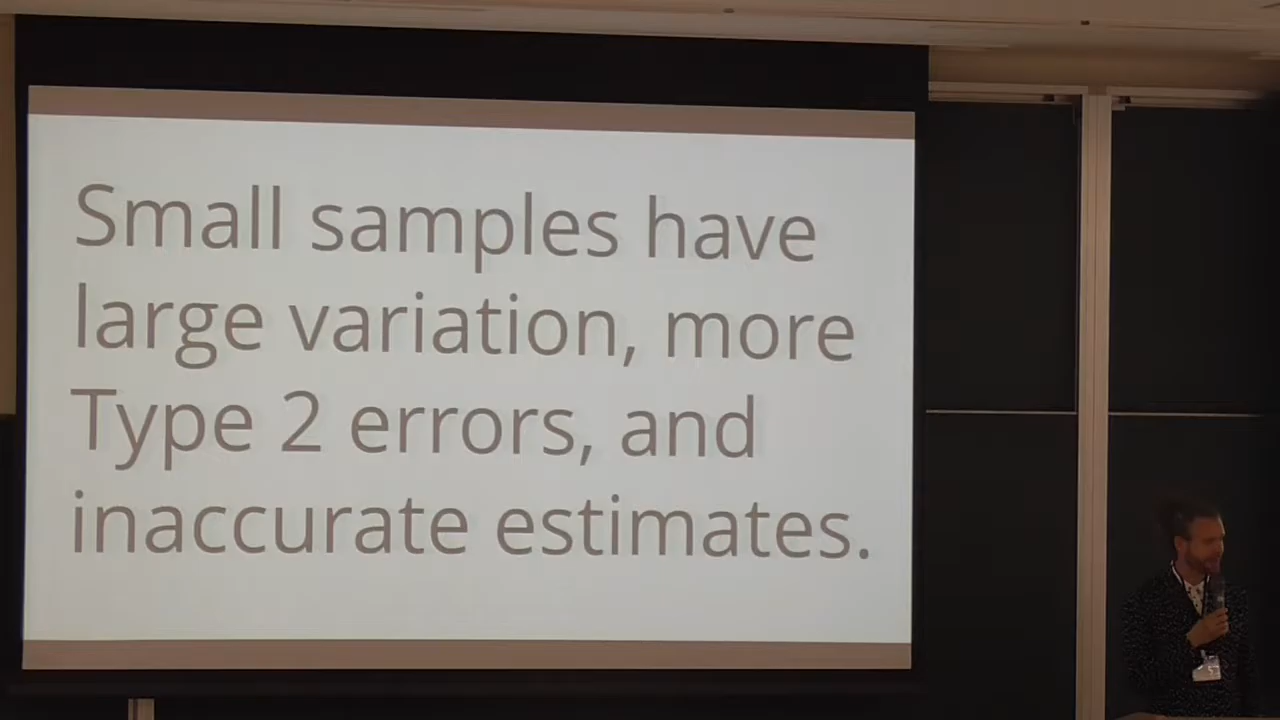 Small samples have
large variation, more
Type 2 errors, and
inaccurate estimates.